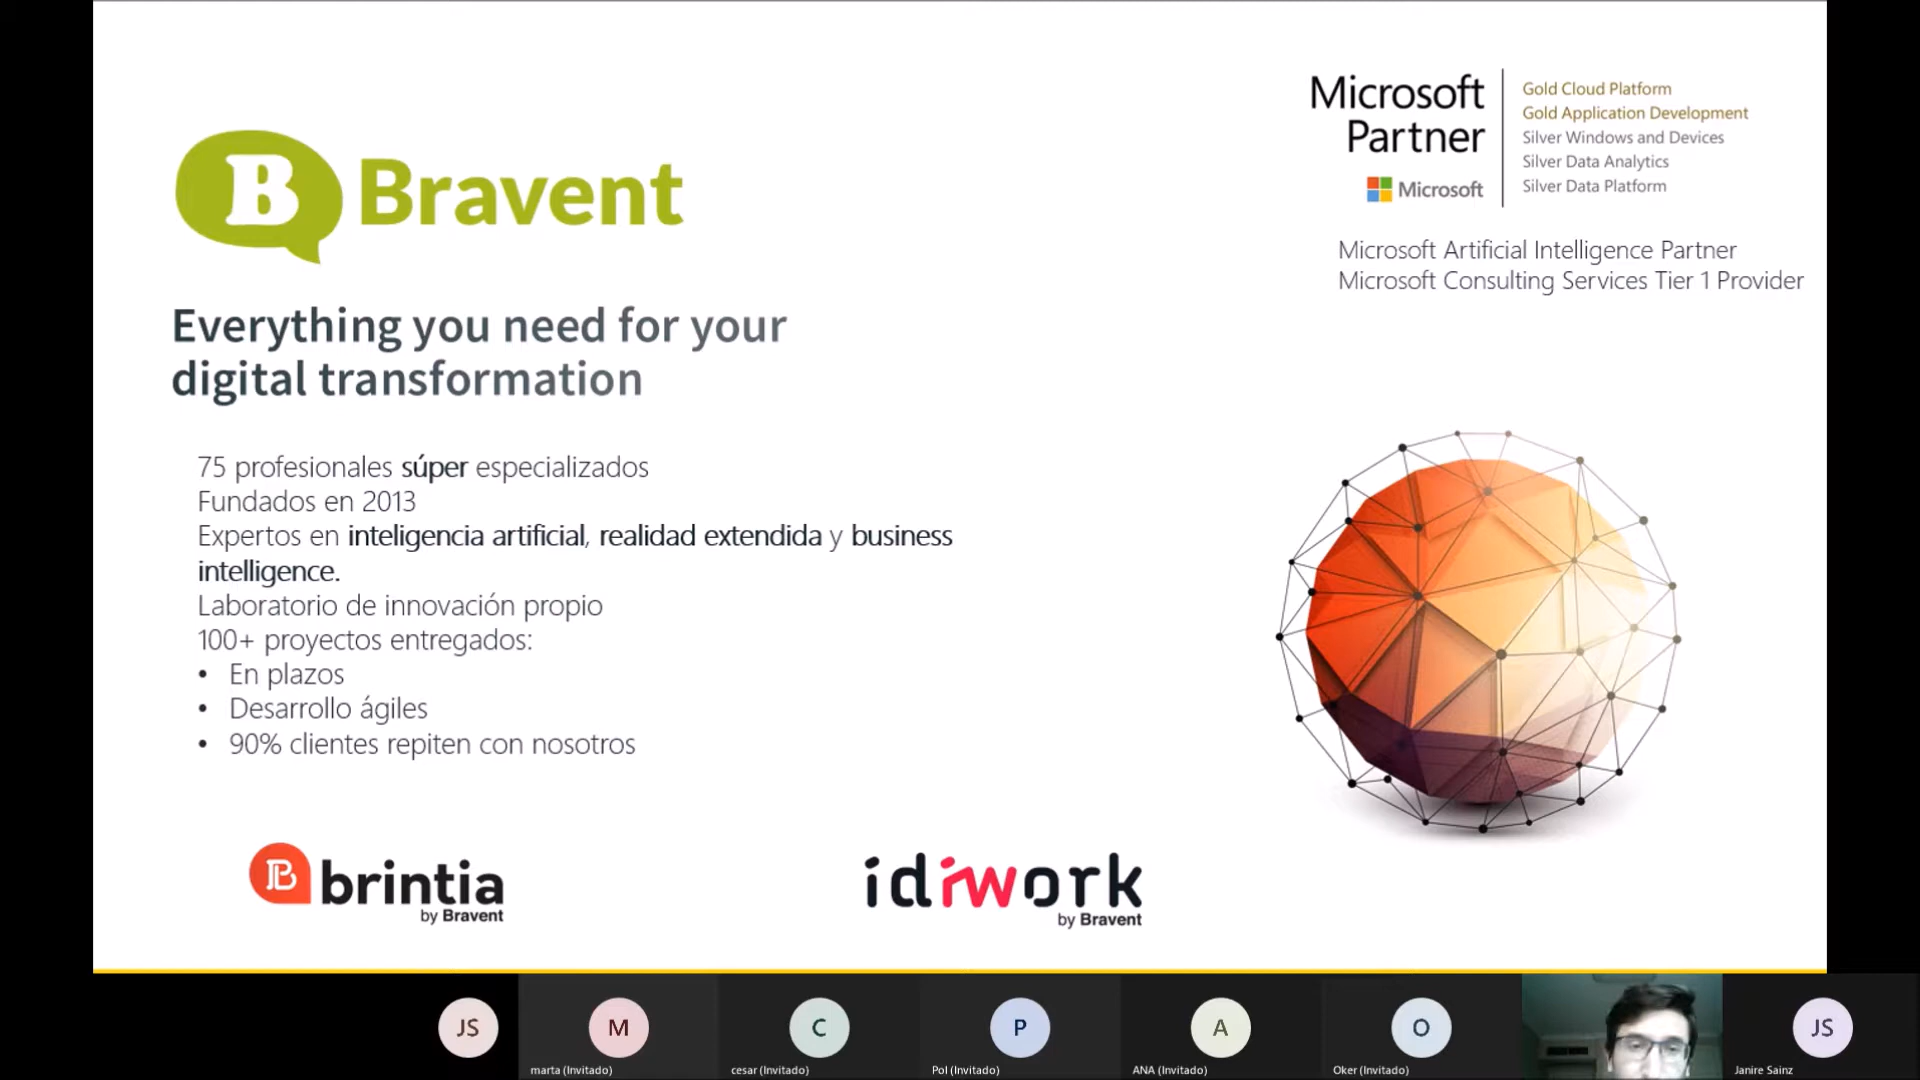 B Bravent
Everything you need for your
digital transformation
75 profesionales súper especializados
Fundados en 2013
Expertos en inteligencia artificial, realidad extendida y business
intelligence.
Laboratorio de innovación propio
100+ proyectos entregados:
• En plazos
• Desarrollo ágiles
• 90% clientes repiten con nosotros
B brintia
by Bravent
idiwork
by Bravent
Microsoft
Partner
Microsoft
Gold Cloud Platform
Gold Application Development
Silver Windows and Devices
Silver Data Analytics
Silver Data Platform
Microsoft Artificial Intelligence Partner
Microsoft Consulting Services Tier 1 Provider
JS
M
marta (Invitado)
C
cesar (Invitado)
P
Pol (Invitado)
A
ANA (Invitado)
O
Oker (Invitado)
JS
Janire Sainz